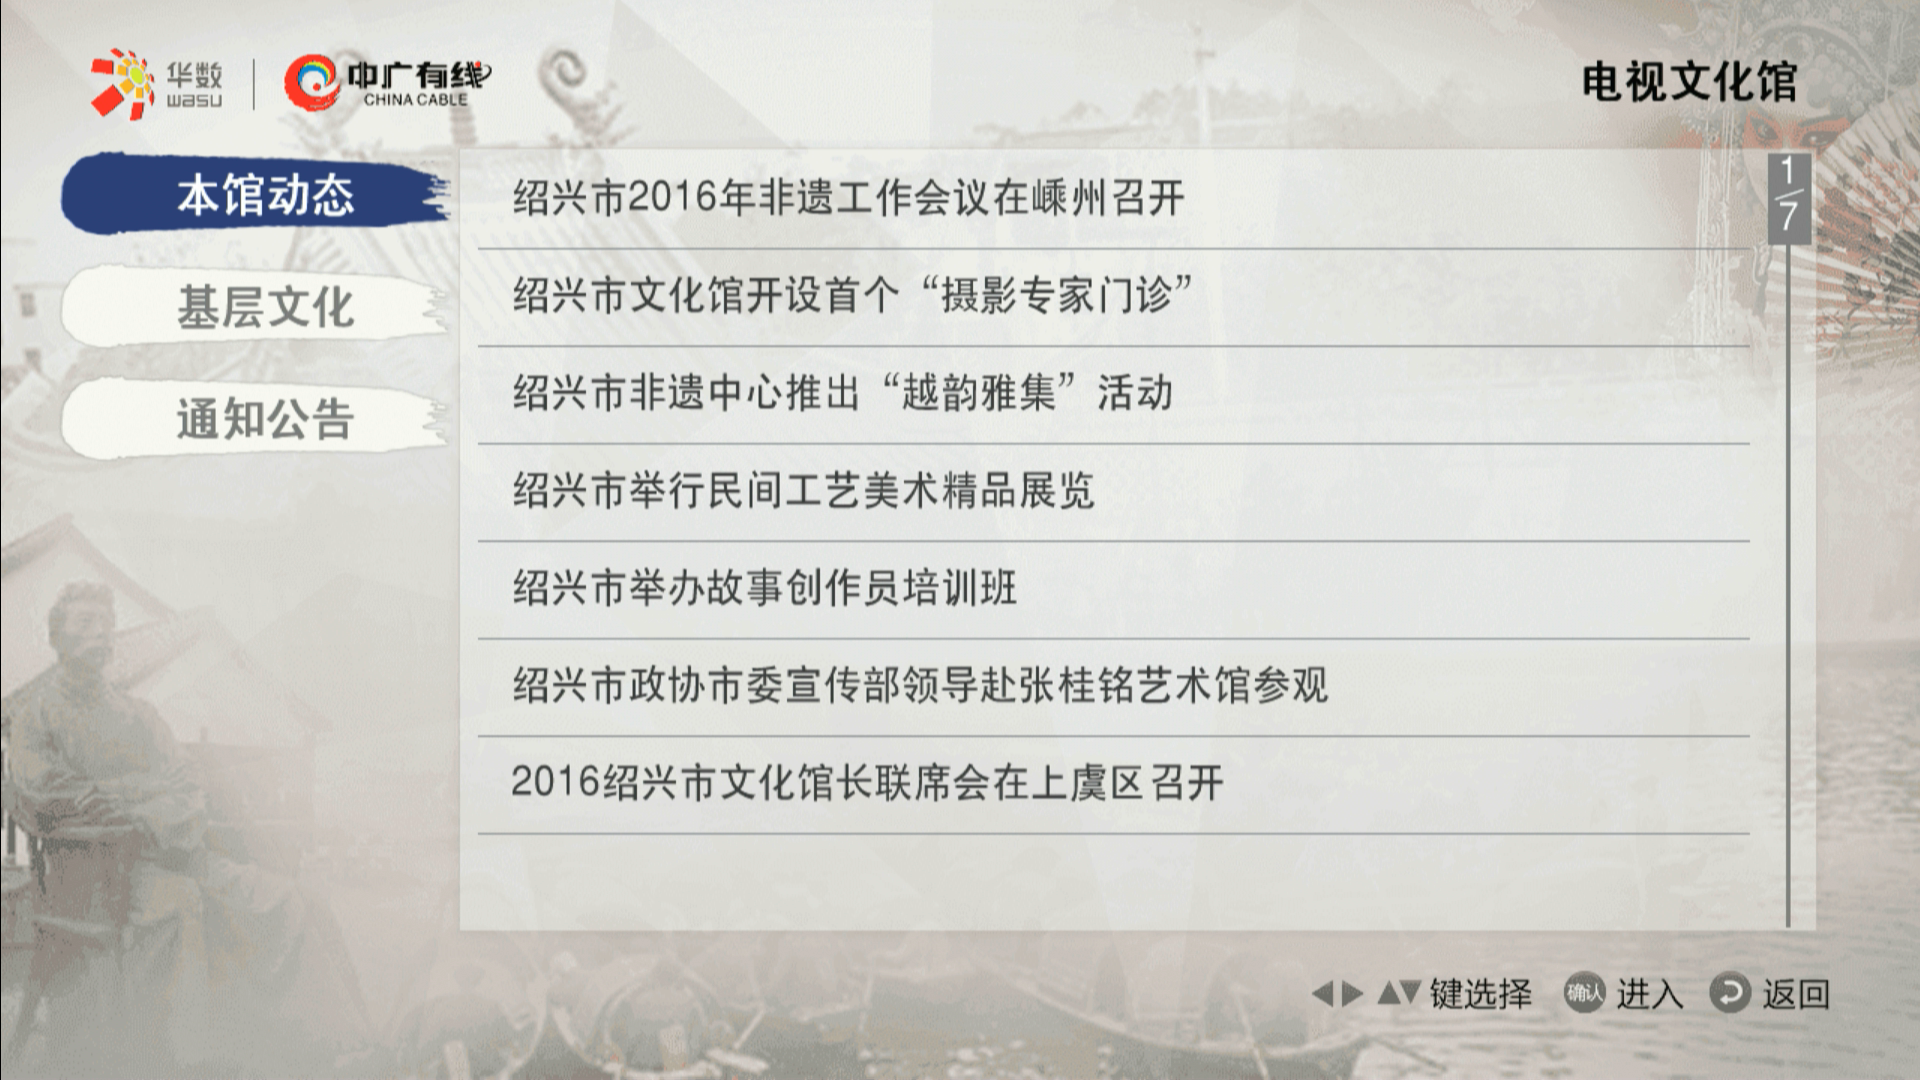 华数
wasu
中广有线
CHINA CABLE
电视文化馆
本馆动态
基层文化
通知公告
绍兴市2016年非遗工作会议在嵊州召开
绍兴市文化馆开设首个“摄影专家门诊”
绍兴市非遗中心推出“越韵雅集”活动
绍兴市举行民间工艺美术精品展览
绍兴市举办故事创作员培训班
绍兴市政协市委宣传部领导赴张桂铭艺术馆参观
2016绍兴市文化馆长联席会在上虞区召开
1/7
键选择 确认 进入 返回